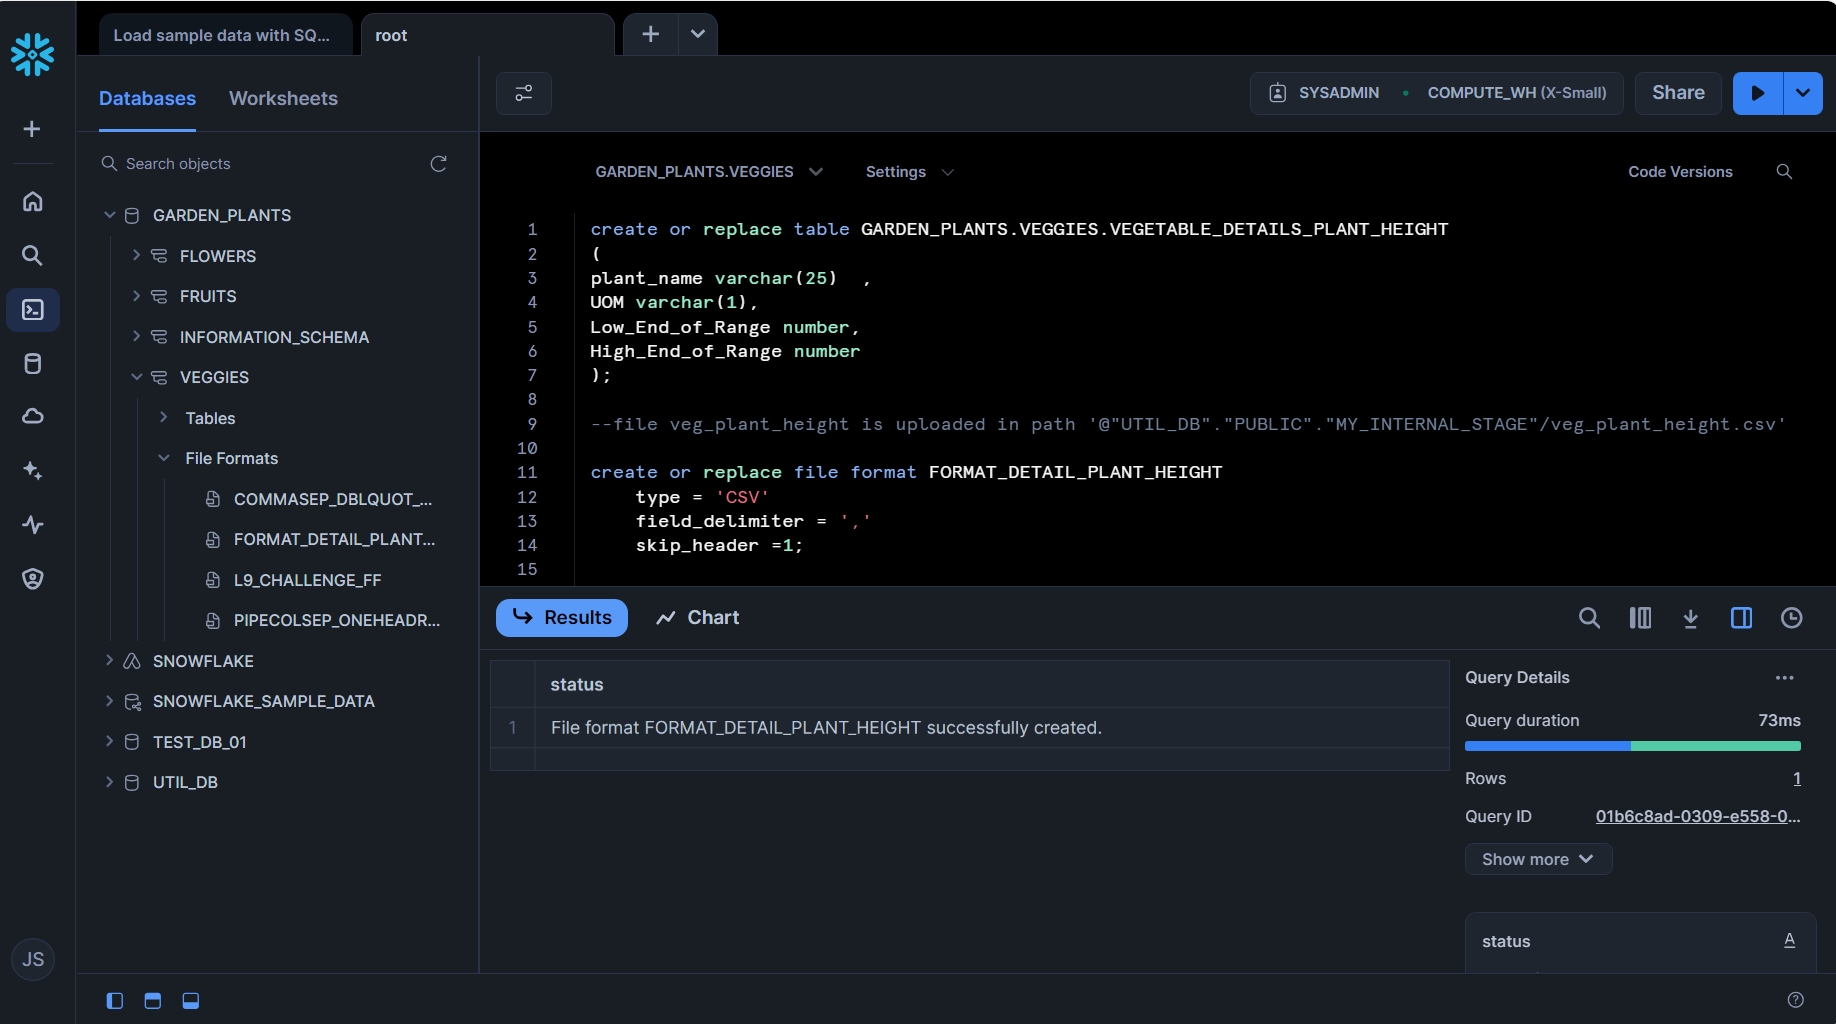 Load sample data with SQ...
root
Databases
Worksheets
SYSADMIN
COMPUTE_WH (X-Small)
Share
Search objects
GARDEN_PLANTS
FLOWERS
FRUITS
INFORMATION_SCHEMA
VEGGIES
Tables
File Formats
COMMASEP_DBLQUOT_...
FORMAT_DETAIL_PLANT...
L9_CHALLENGE_FF
PIPECOLSEP_ONEHEADR...
SNOWFLAKE
SNOWFLAKE_SAMPLE_DATA
TEST_DB_01
UTIL_DB
JS
GARDEN_PLANTS.VEGGIES
Settings
Code Versions
1 create or replace table GARDEN_PLANTS.VEGGIES.VEGETABLE_DETAILS_PLANT_HEIGHT
2 (
3 plant_name varchar(25)  ,
4 UOM varchar(1),
5 Low_End_of_Range number,
6 High_End_of_Range number
7 );
8
9 --file veg_plant_height is uploaded in path '@"UTIL_DB"."PUBLIC"."MY_INTERNAL_STAGE"/veg_plant_height.csv'
10
11 create or replace file format FORMAT_DETAIL_PLANT_HEIGHT
12     type = 'CSV'
13     field_delimiter = ','
14     skip_header =1;
15
Results
Chart
status
1 File format FORMAT_DETAIL_PLANT_HEIGHT successfully created.
Query Details
Query duration 73ms
Rows 1
Query ID 01b6c8ad-0309-e558-0...
Show more
status A